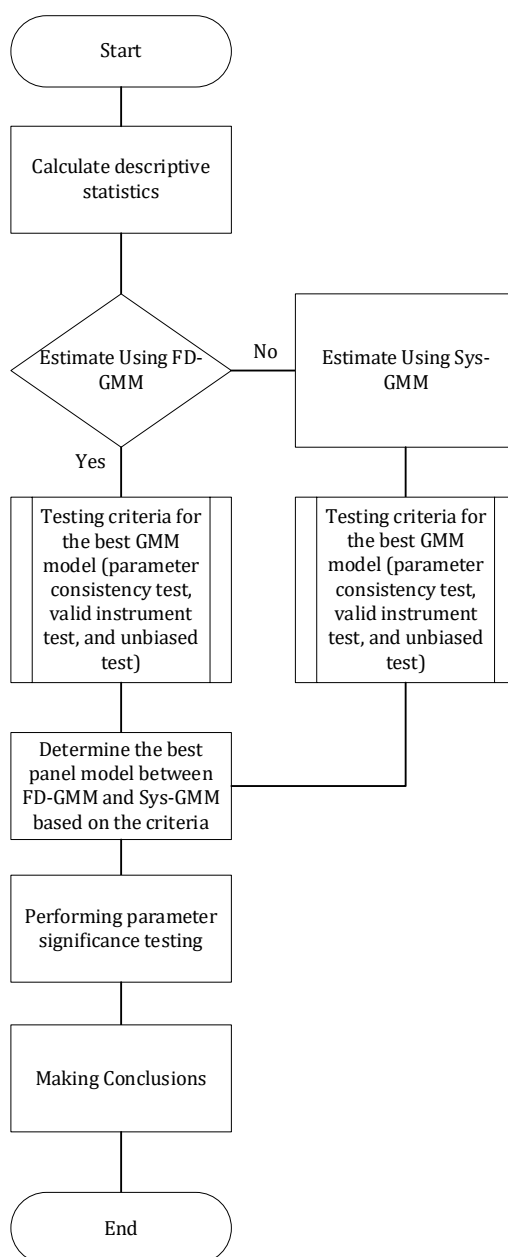 Start
Calculate descriptive
statistics
Estimate Using FD-
GMM
No
Estimate Using Sys-
GMM
Yes
Testing criteria for
the best GMM
model (parameter
consistency test,
valid instrument
test, and unbiased
test)
Testing criteria for
the best GMM
model (parameter
consistency test,
valid instrument
test, and unbiased
test)
Determine the best
panel model between
FD-GMM and Sys-GMM
based on the criteria
Performing parameter
significance testing
Making Conclusions
End